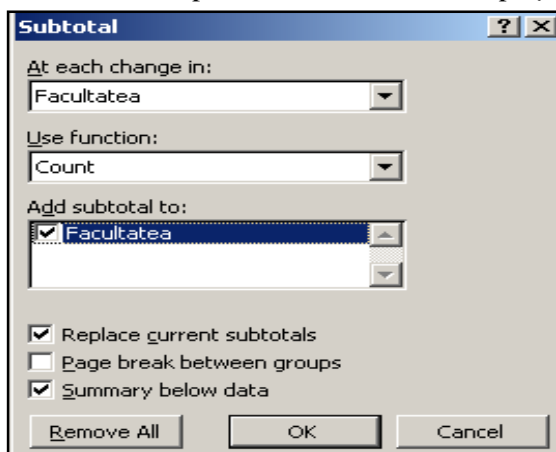 Subtotal
At each change in:
Facultatea
Use function:
Count
Add subtotal to:
Facultatea
Replace current subtotals
Page break between groups
Summary below data
Remove All OK Cancel